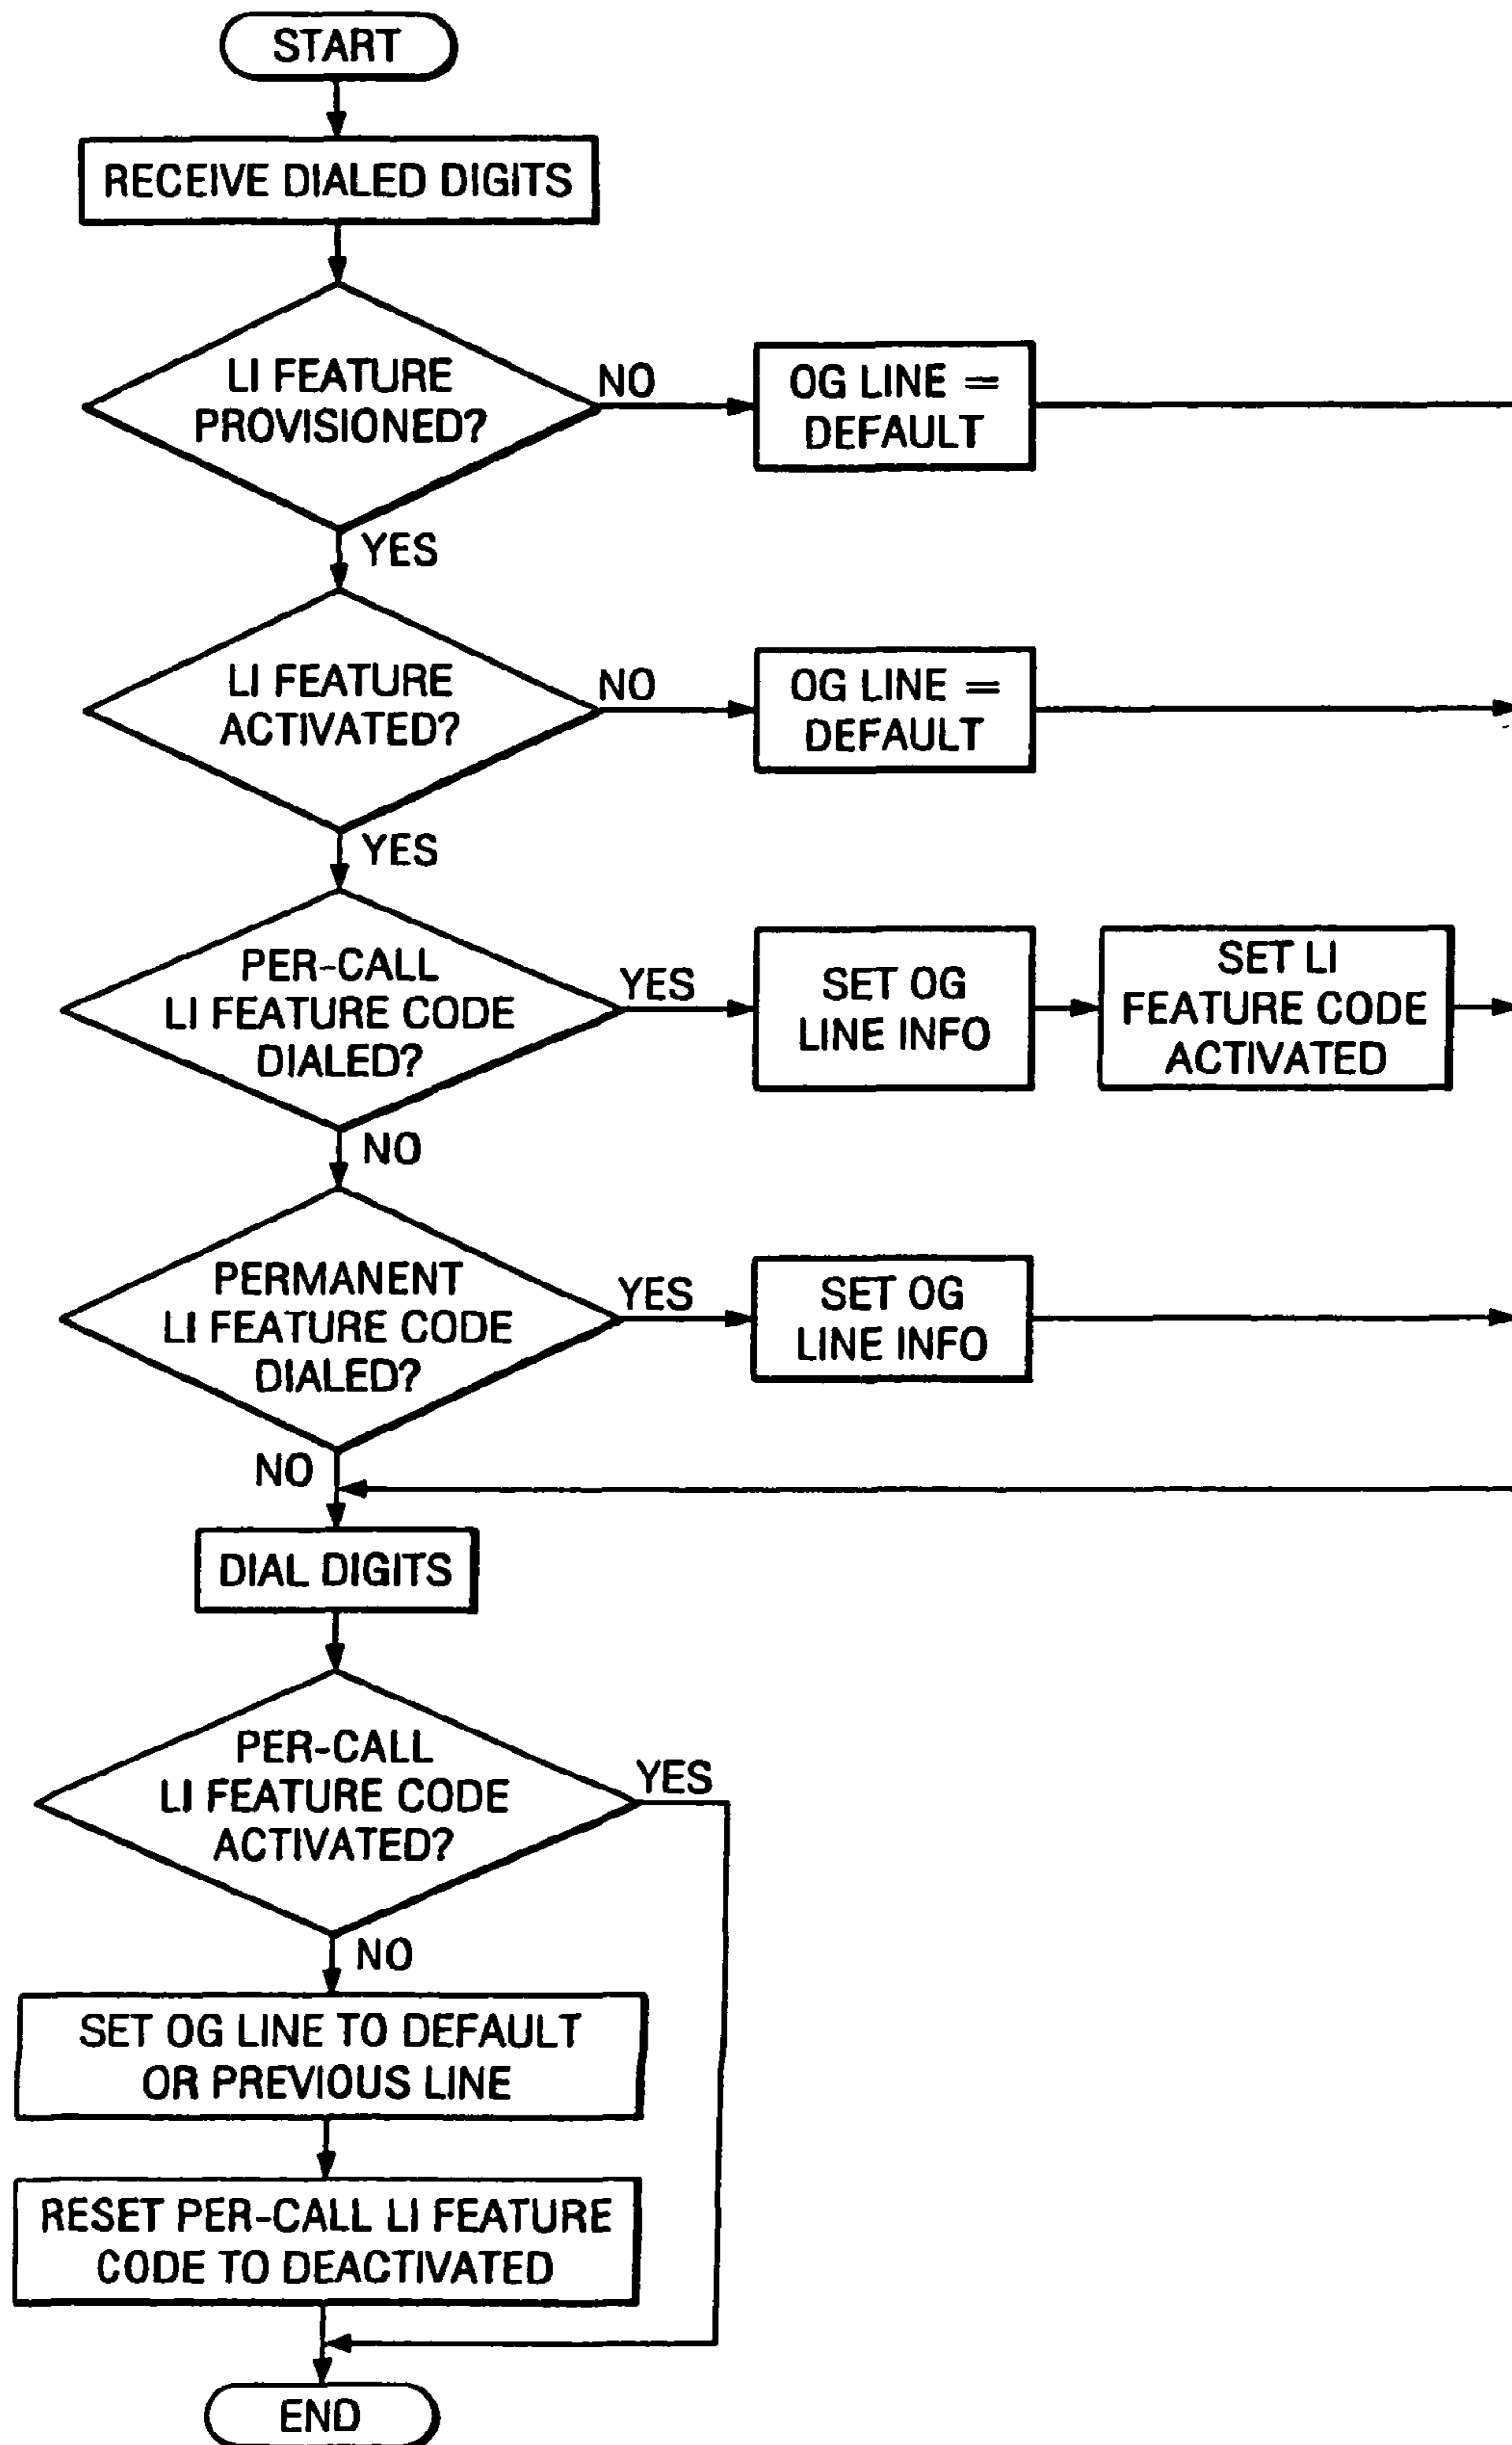 START
RECEIVE DIALED DIGITS
LI FEATURE
PROVISIONED?
NO
OG LINE =
DEFAULT
YES
LI FEATURE
ACTIVATED?
NO
OG LINE =
DEFAULT
YES
PER-CALL
LI FEATURE CODE
DIALED?
YES
SET OG
LINE INFO
SET LI
FEATURE CODE
ACTIVATED
NO
PERMANENT
LI FEATURE CODE
DIALED?
YES
SET OG
LINE INFO
NO
DIAL DIGITS
PER-CALL
LI FEATURE CODE
ACTIVATED?
YES
NO
SET OG LINE TO DEFAULT
OR PREVIOUS LINE
RESET PER-CALL LI FEATURE
CODE TO DEACTIVATED
END